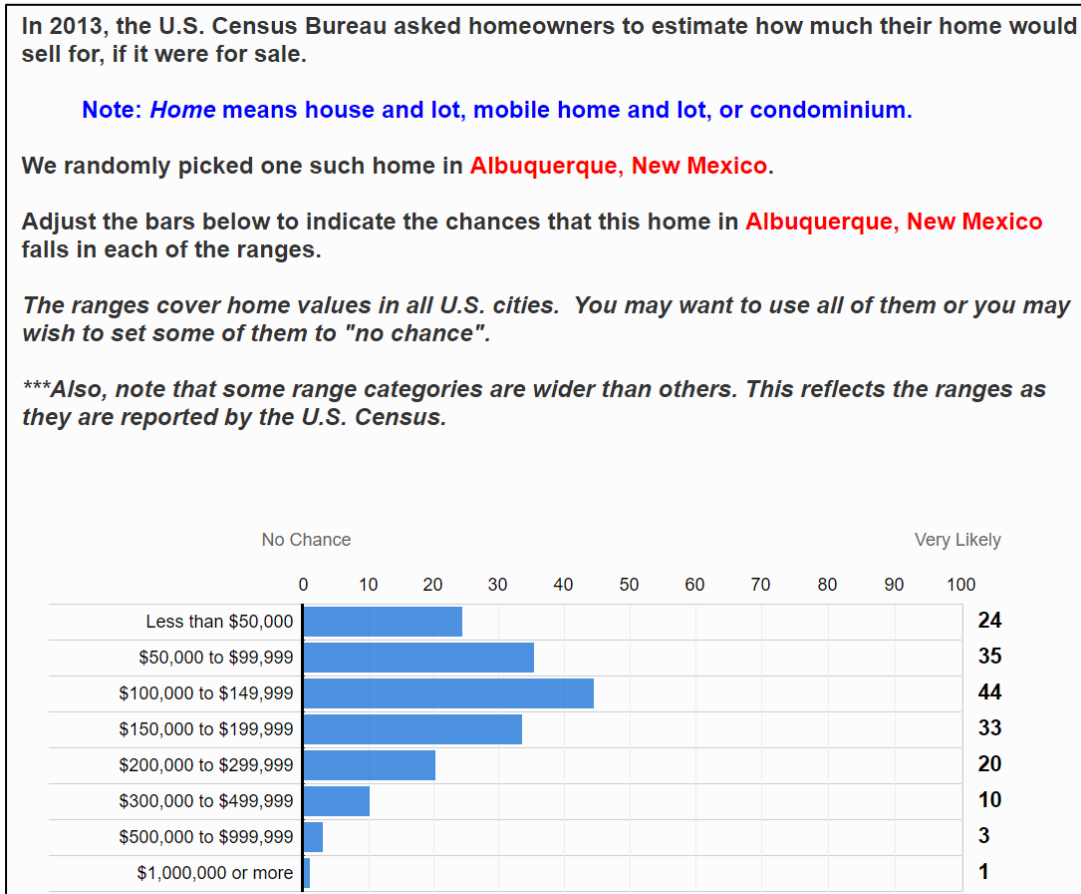 In 2013, the U.S. Census Bureau asked homeowners to estimate how much their home would
sell for, if it were for sale.
Note: Home means house and lot, mobile home and lot, or condominium.
We randomly picked one such home in Albuquerque, New Mexico.
Adjust the bars below to indicate the chances that this home in Albuquerque, New Mexico
falls in each of the ranges.
The ranges cover home values in all U.S. cities.  You may want to use all of them or you may
wish to set some of them to "no chance".
***Also, note that some range categories are wider than others. This reflects the ranges as
they are reported by the U.S. Census.
No Chance Very Likely
0 10 20 30 40 50 60 70 80 90 100
Less than $50,000 24
$50,000 to $99,999 35
$100,000 to $149,999 44
$150,000 to $199,999 33
$200,000 to $299,999 20
$300,000 to $499,999 10
$500,000 to $999,999 3
$1,000,000 or more 1